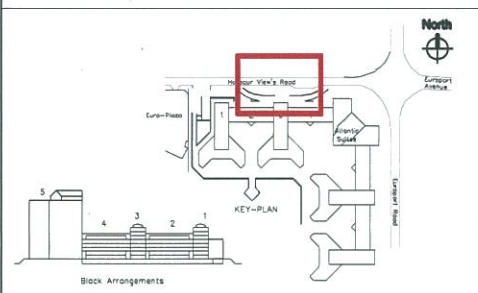 North
Harbour View's Road
Europort
Avenue
Euro-Plaza
1
Atlantic
Suites
Europort Road
KEY-PLAN
5
4
3
2
1
Block Arrangements